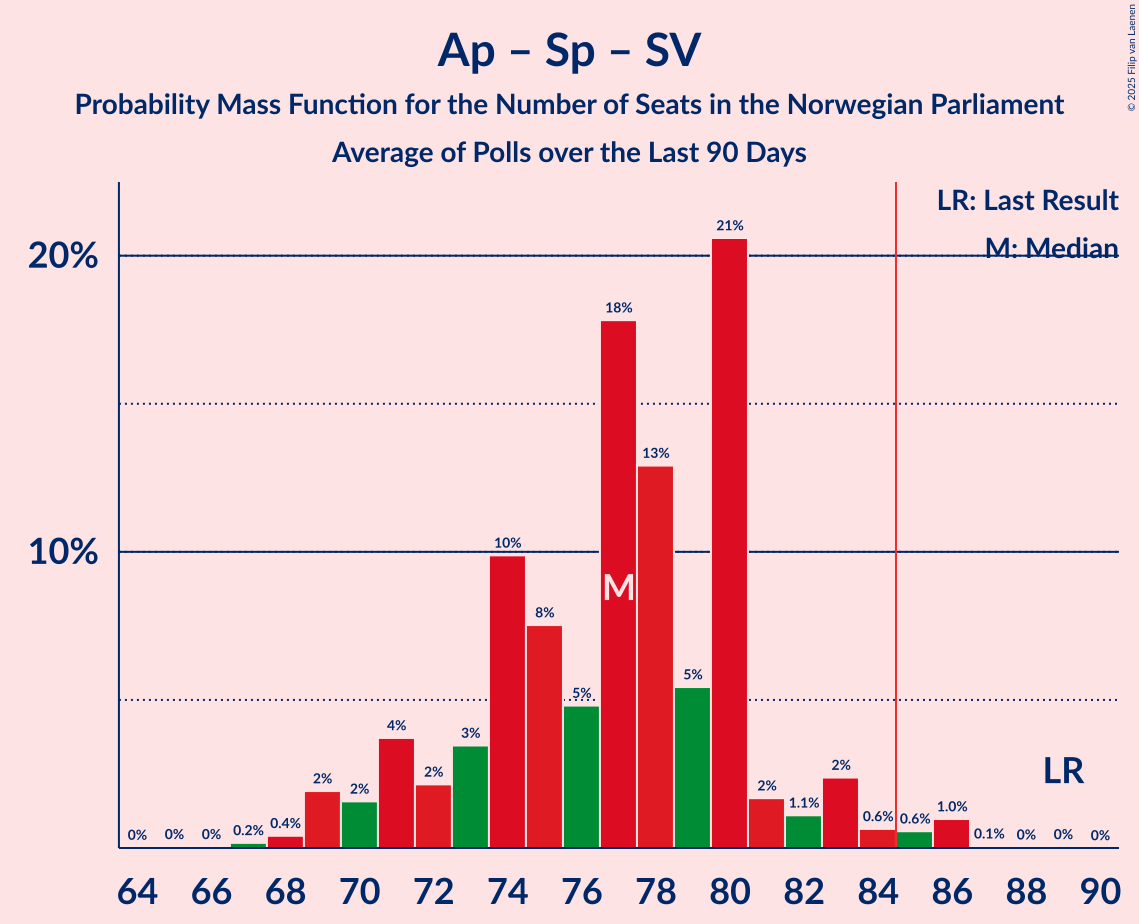 Ap – Sp – SV
Probability Mass Function for the Number of Seats in the Norwegian Parliament
Average of Polls over the Last 90 Days
© 2025 Filip van Laenen
LR: Last Result
M: Median
20%
10%
0% 0% 0% 0.2% 0.4% 2% 2% 4% 2% 3% 10% 8% 5% 18% 13% 5% 21% 2% 1.1% 2% 0.6% 0.6% 1.0% 0.1% 0% 0% 0%
M
LR
64 66 68 70 72 74 76 78 80 82 84 86 88 90